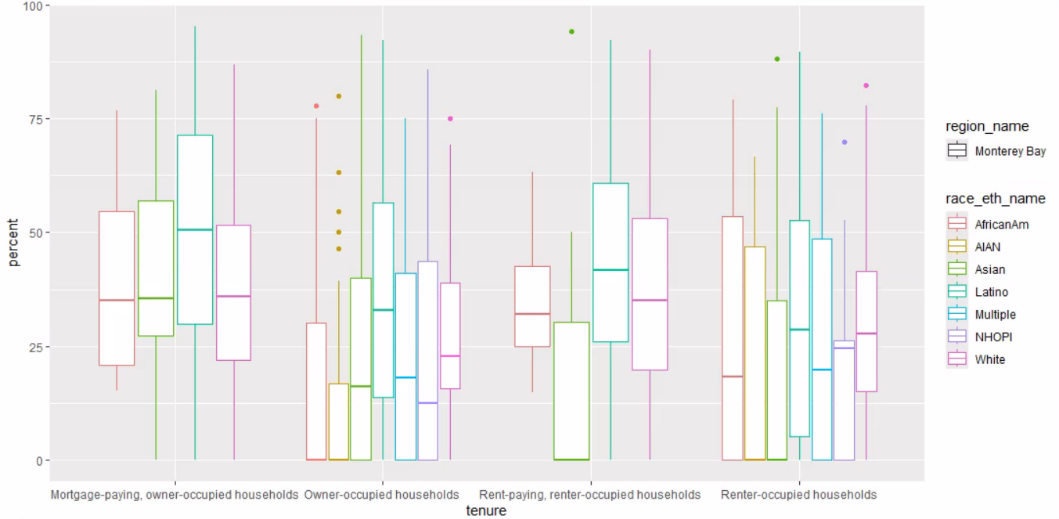 100
75
50
25
0
percent
Mortgage-paying, owner-occupied households
Owner-occupied households
Rent-paying, renter-occupied households
Renter-occupied households
tenure
region_name
Monterey Bay
race_eth_name
AfricanAm
AIAN
Asian
Latino
Multiple
NHOPI
White